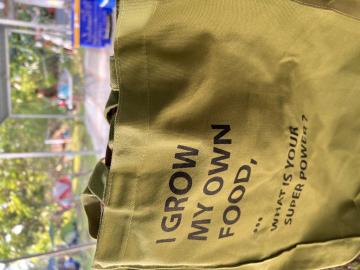 I GROW
MY OWN
FOOD,
... WHAT IS YOUR
SUPER POWER?